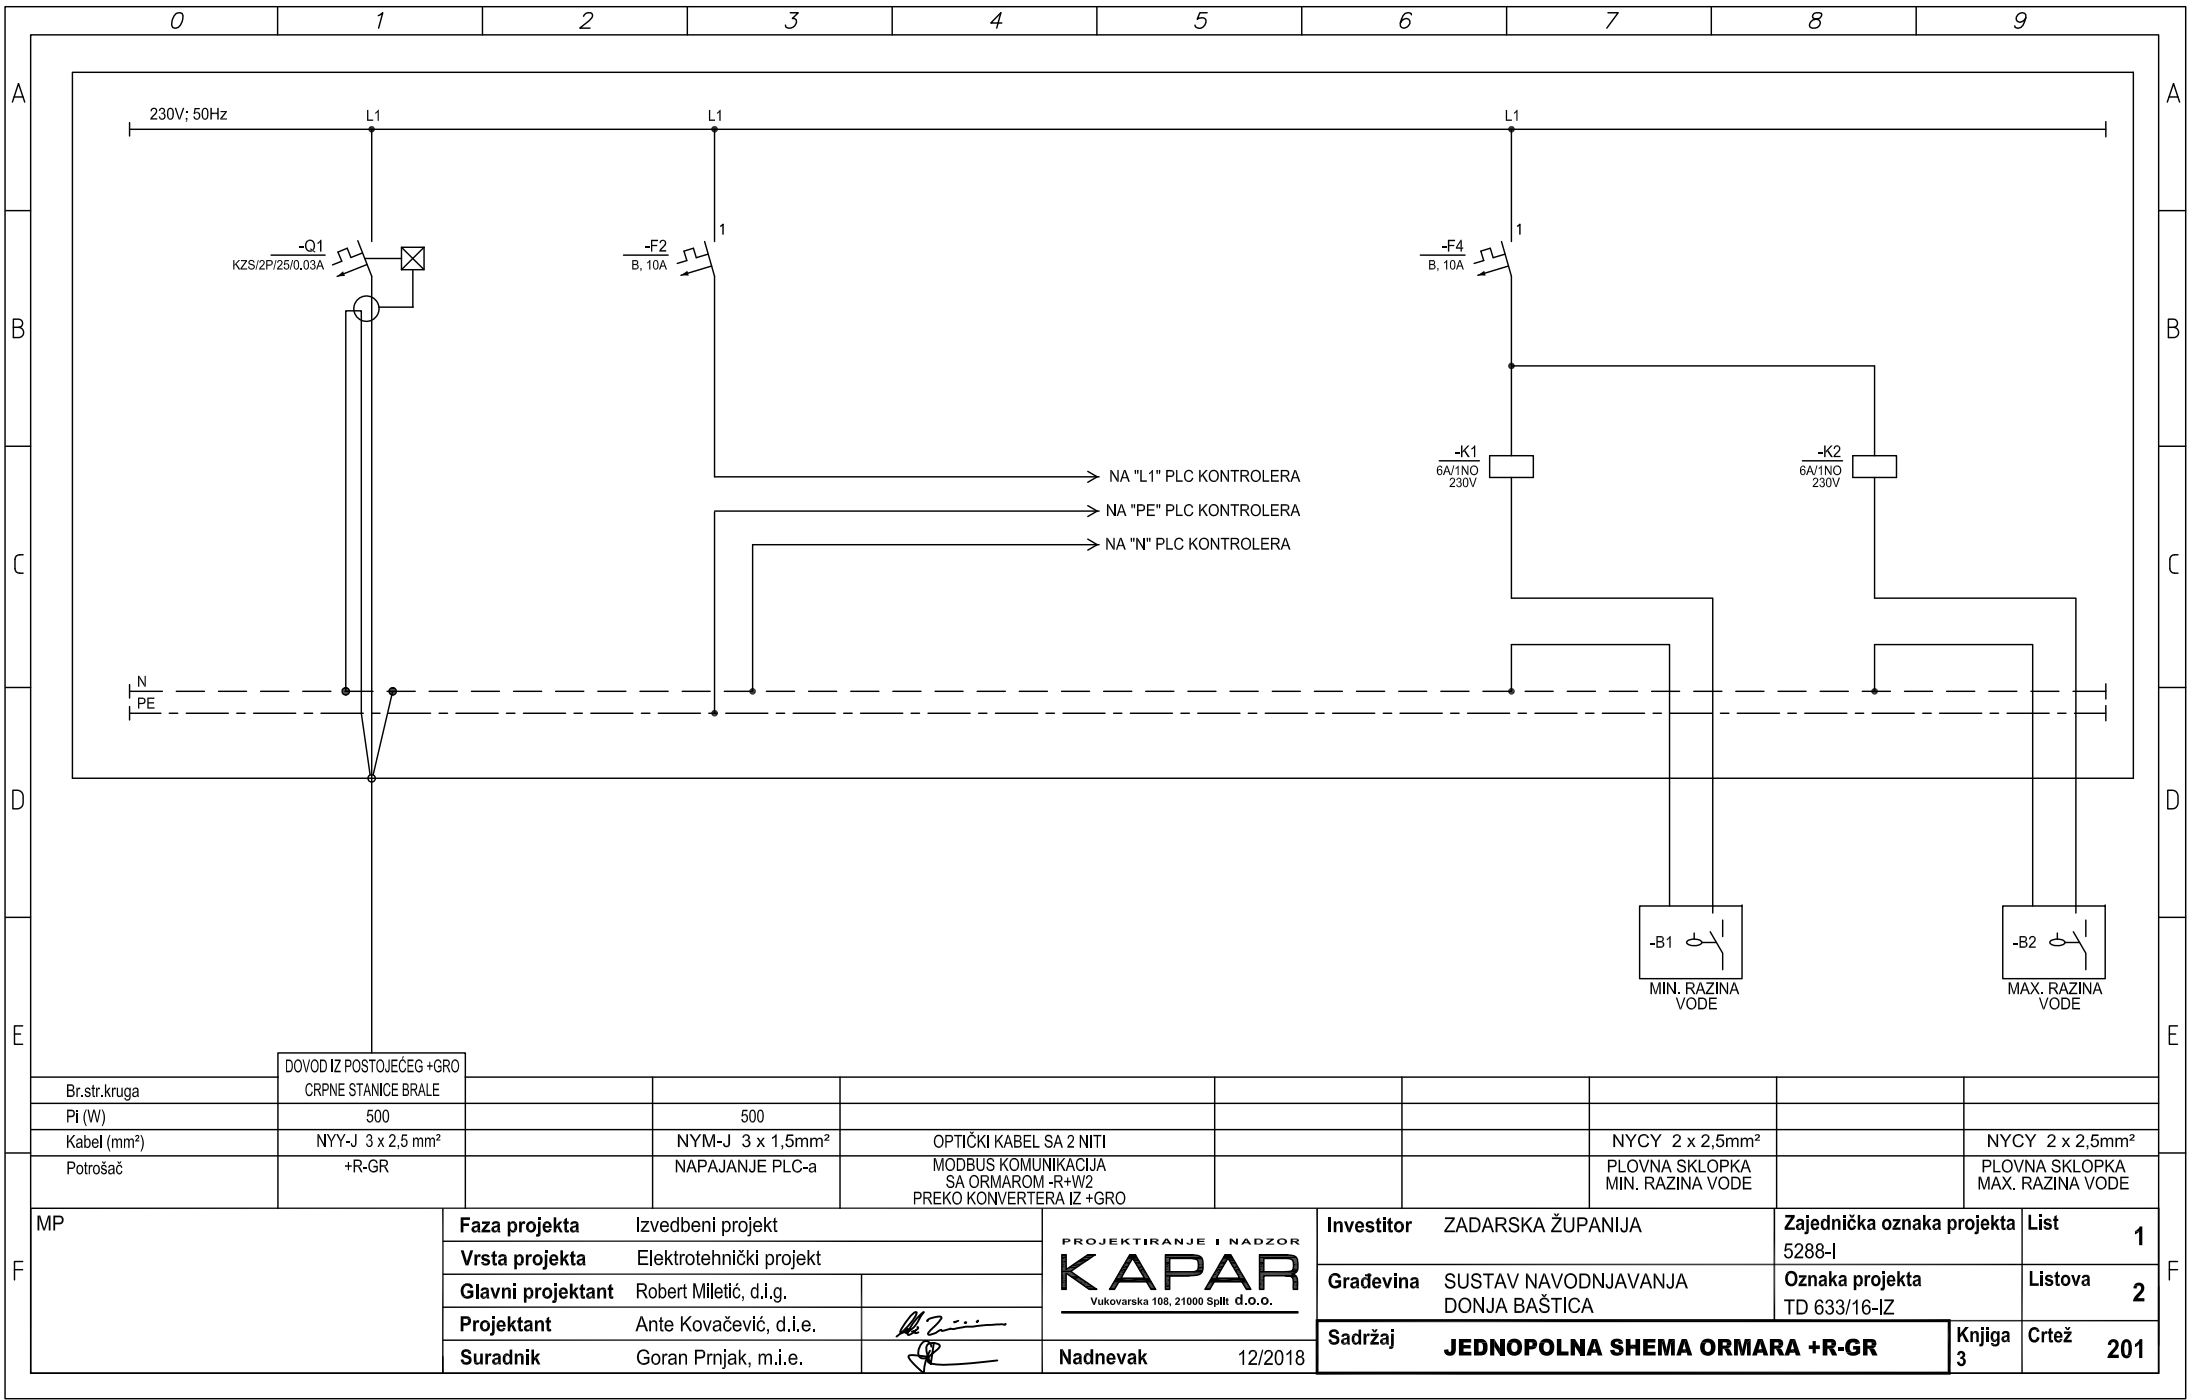 0 1 2 3 4 5 6 7 8 9
A A
230V; 50Hz L1 L1 L1
-Q1
KZS/2P/25/0.03A
-F2 1
B, 10A
-F4 1
B, 10A
B B
-K1
6A/1NO
230V
-K2
6A/1NO
230V
NA "L1" PLC KONTROLERA
NA "PE" PLC KONTROLERA
NA "N" PLC KONTROLERA
C C
N
PE
D D
-B1
MIN. RAZINA
VODE
-B2
MAX. RAZINA
VODE
E E
DOVOD IZ POSTOJEĆEG +GRO
CRPNE STANICE BRALE
Br.str.kruga
Pi (W) 500 500
Kabel (mm²) NYY-J 3 x 2,5 mm² NYM-J 3 x 1,5mm² OPTIČKI KABEL SA 2 NITI NYCY 2 x 2,5mm² NYCY 2 x 2,5mm²
Potrošač +R-GR NAPAJANJE PLC-a
MODBUS KOMUNIKACIJA
SA ORMAROM -R+W2
PREKO KONVERTERA IZ +GRO
PLOVNA SKLOPKA
MIN. RAZINA VODE
PLOVNA SKLOPKA
MAX. RAZINA VODE
F F
MP
Faza projekta Izvedbeni projekt
Vrsta projekta Elektrotehnički projekt
Glavni projektant Robert Miletić, d.i.g.
Projektant Ante Kovačević, d.i.e.
Suradnik Goran Prnjak, m.i.e.
PROJEKTIRANJE I NADZOR
KAPAR
Vukovarska 108, 21000 Split d.o.o.
Nadnevak 12/2018
Investitor ZADARSKA ŽUPANIJA
Građevina SUSTAV NAVODNJAVANJA
DONJA BAŠTICA
Sadržaj JEDNOPOLNA SHEMA ORMARA +R-GR
Zajednička oznaka projekta
5288-I
Oznaka projekta
TD 633/16-IZ
List 1
Listova 2
Knjiga
3
Crtež 201